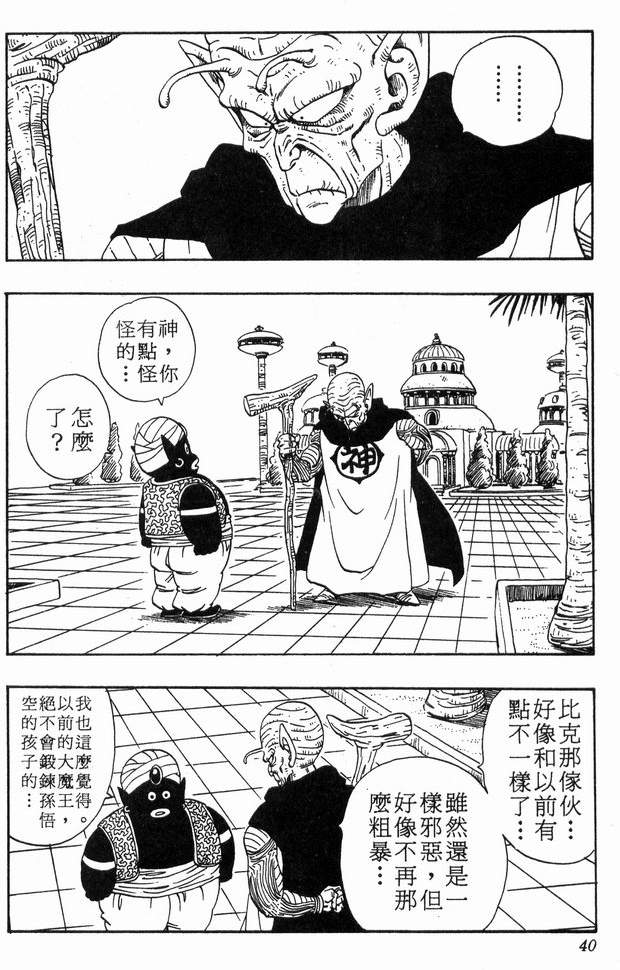 ……
……
神，你
有點怪
怪的…
怎麼
了？
神
比克那傢伙…
好像和以前有
點不一樣了…
雖然還是一
樣邪惡，但
好像不再那
麼粗暴…
我也這麼覺得。
以前的大魔王，
絕不會鍛鍊孫悟
空的孩子的…
40